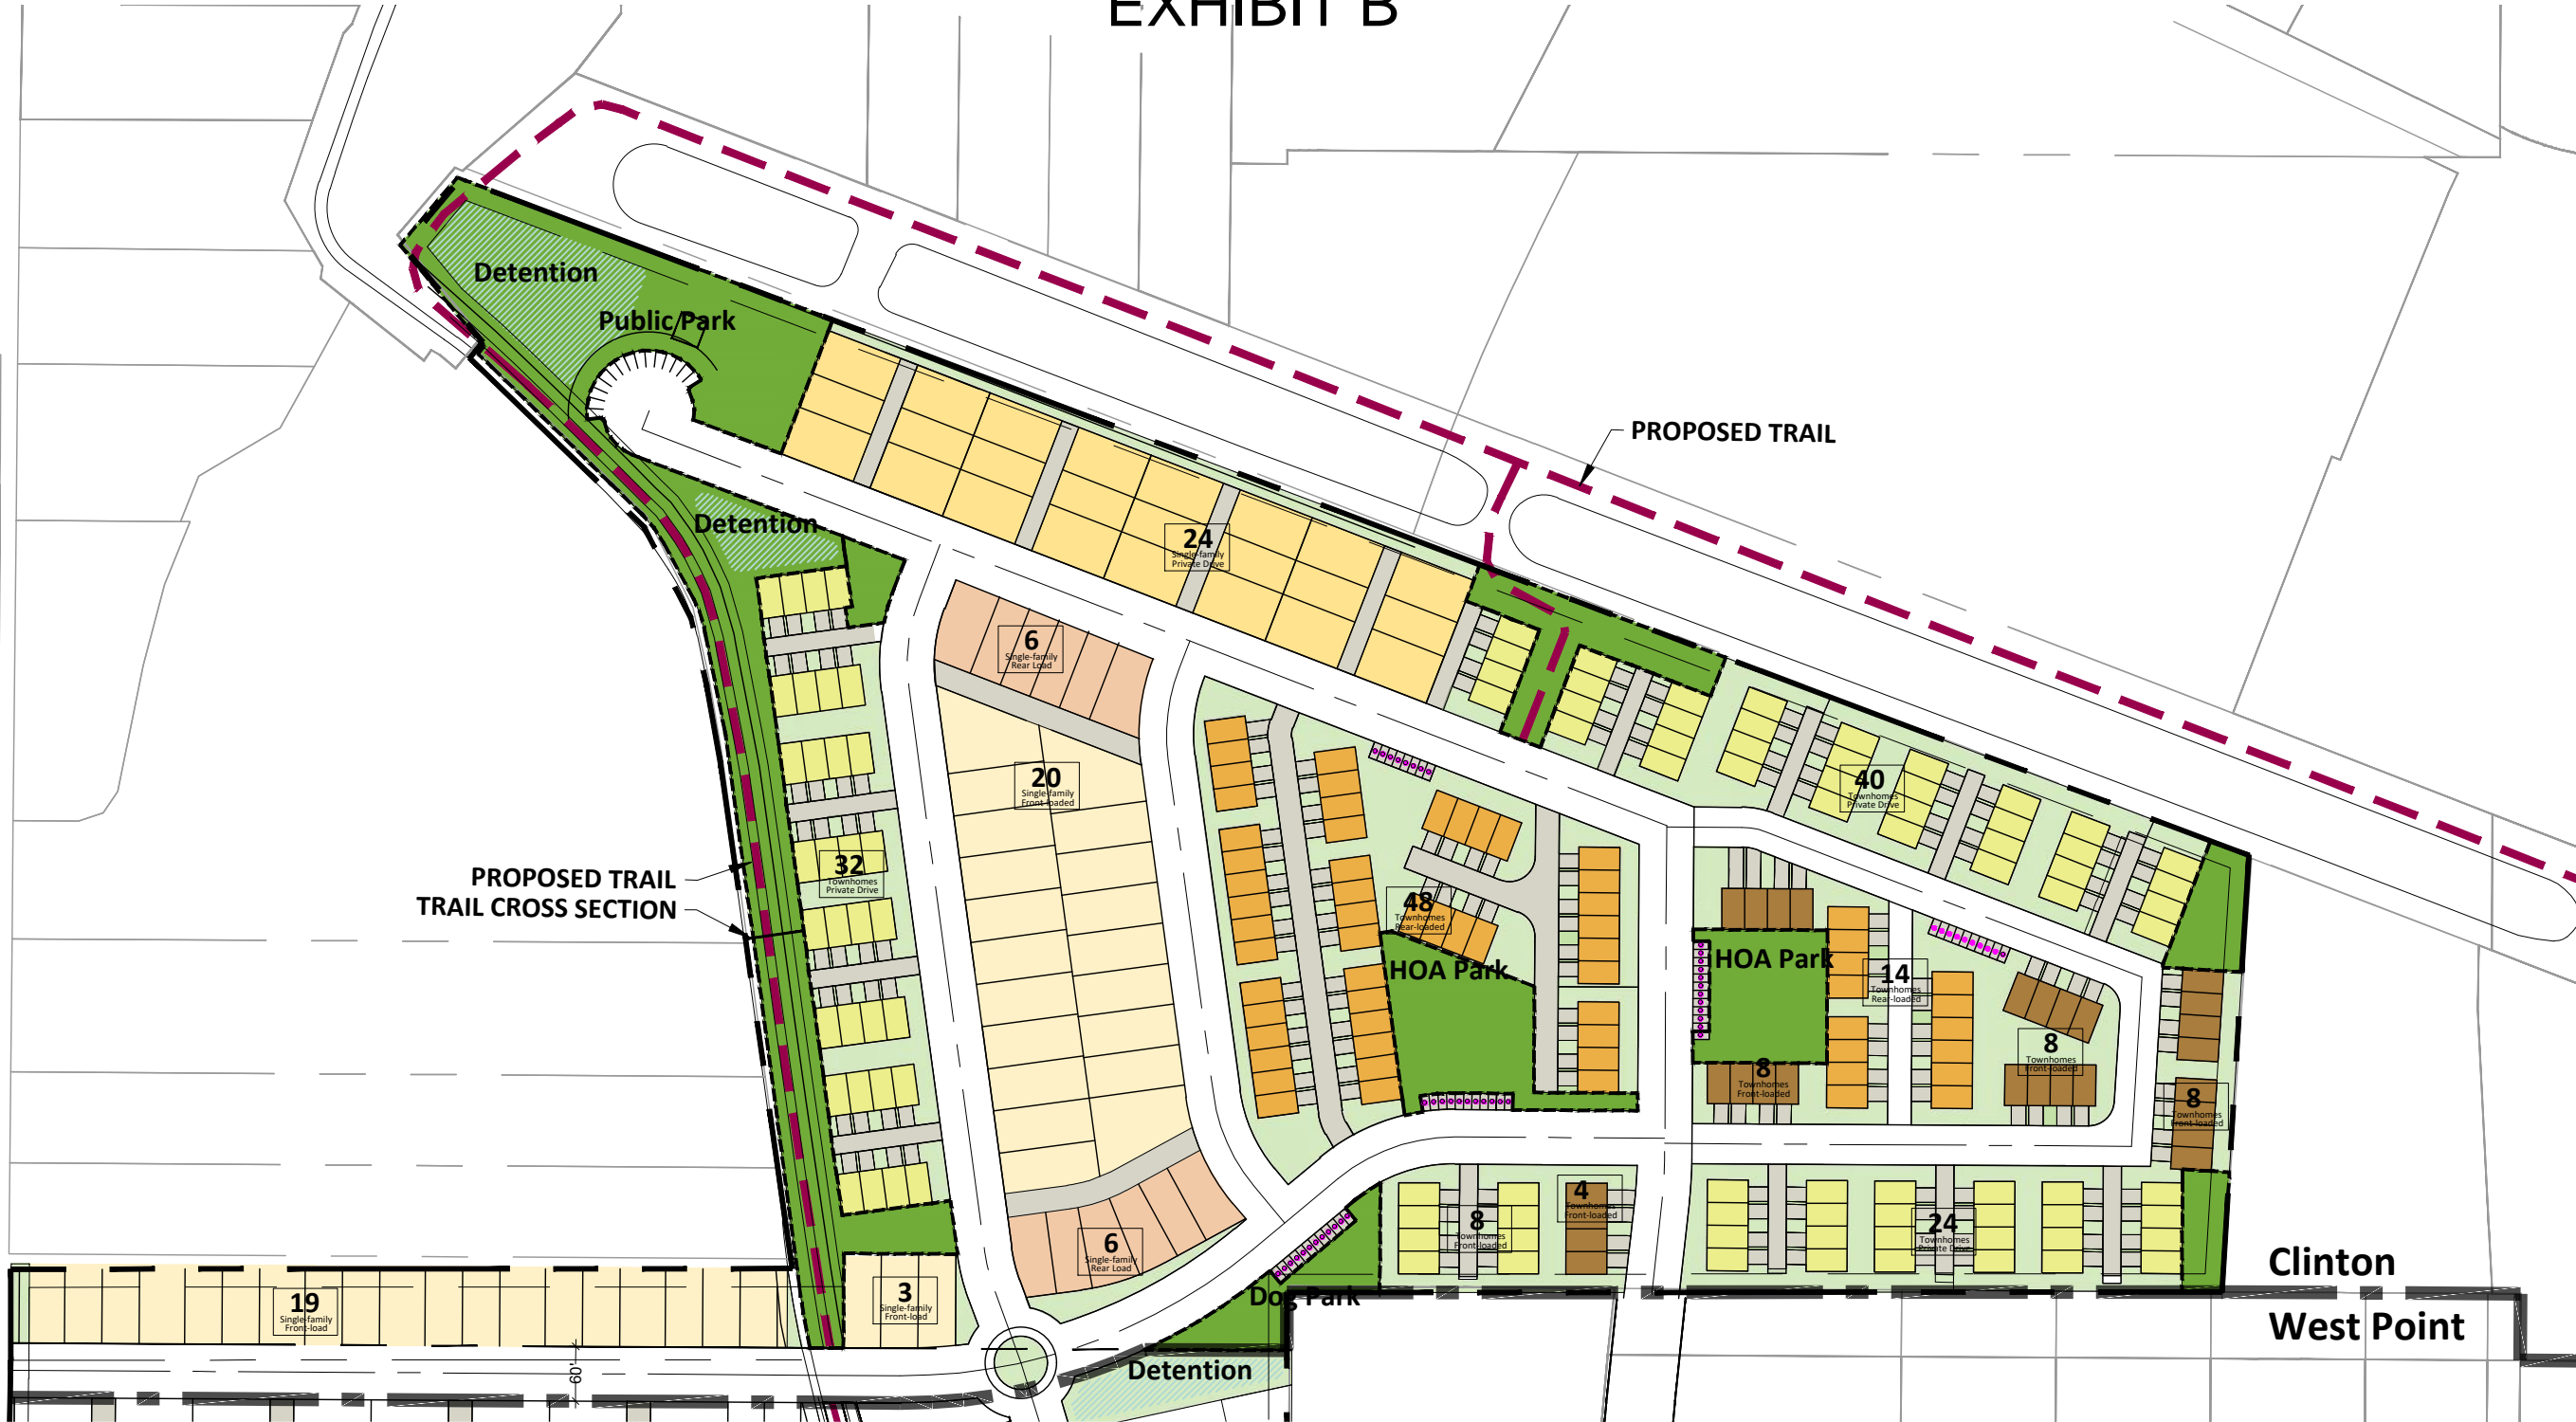 EXHIBIT B
Detention
Public Park
PROPOSED TRAIL
Detention
24
Single-family
Private Drive
6
Single-family
Rear Load
20
Single-family
Front-loaded
40
Townhomes
Private Drive
32
Townhomes
Private Drive
PROPOSED TRAIL
TRAIL CROSS SECTION
48
Townhomes
Rear-loaded
HOA Park
HOA Park
14
Townhomes
Rear-loaded
8
Townhomes
Front-loaded
8
Townhomes
Front-loaded
8
Townhomes
Front-loaded
4
Townhomes
Front-loaded
8
Townhomes
Front-loaded
24
Townhomes
Private Drive
6
Single-family
Rear Load
3
Single-family
Front-load
19
Single-family
Front-load
Dog Park
Clinton
West Point
Detention
60'